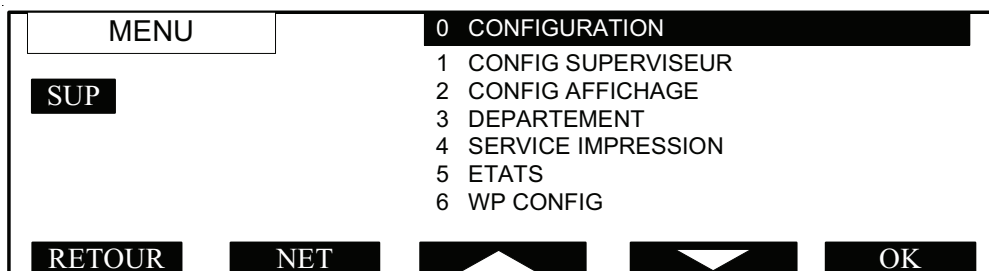 MENU
0 CONFIGURATION
1 CONFIG SUPERVISEUR
SUP
2 CONFIG AFFICHAGE
3 DEPARTEMENT
4 SERVICE IMPRESSION
5 ETATS
6 WP CONFIG
RETOUR NET OK